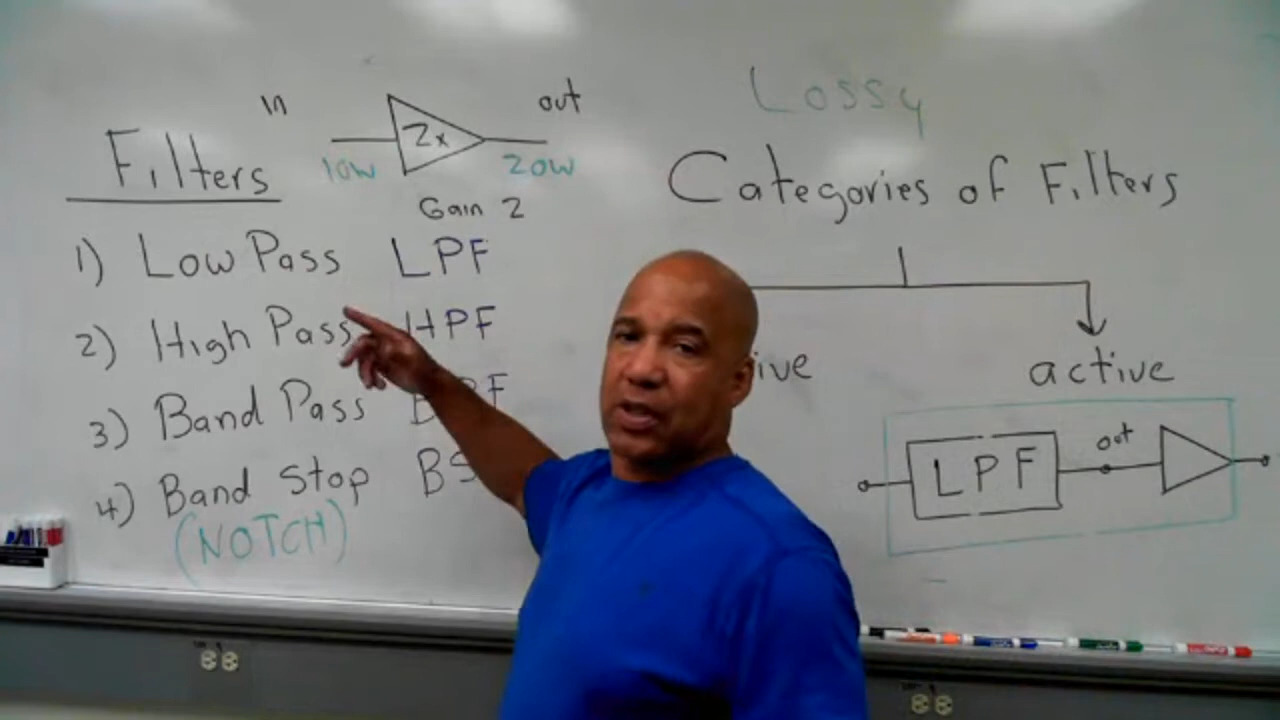 Filters
In
out
2x
10W
20W
Gain 2
1) Low Pass LPF
2) High Pass HPF
3) Band Pass
4) Band Stop
(NOTCH)
Lossy
Categories of Filters
active
LPF
out